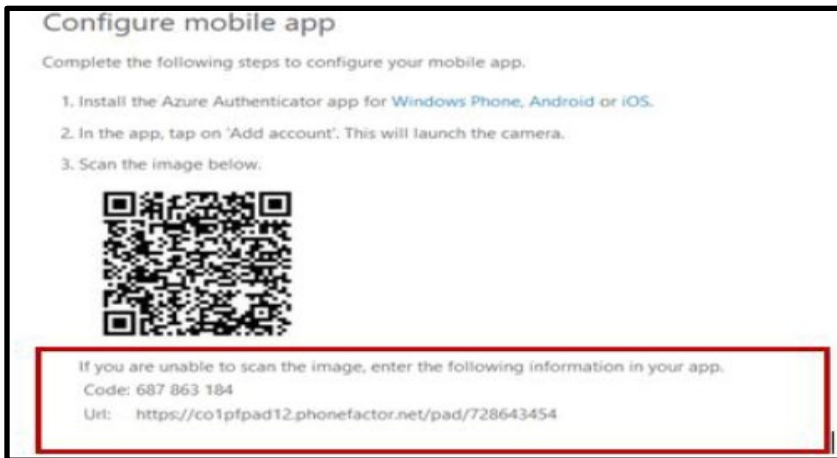 Configure mobile app
Complete the following steps to configure your mobile app.
1. Install the Azure Authenticator app for Windows Phone, Android or iOS.
2. In the app, tap on 'Add account'. This will launch the camera.
3. Scan the image below.
If you are unable to scan the image, enter the following information in your app.
Code: 687 863 184
Url: https://co1pfpad12.phonefactor.net/pad/728643454